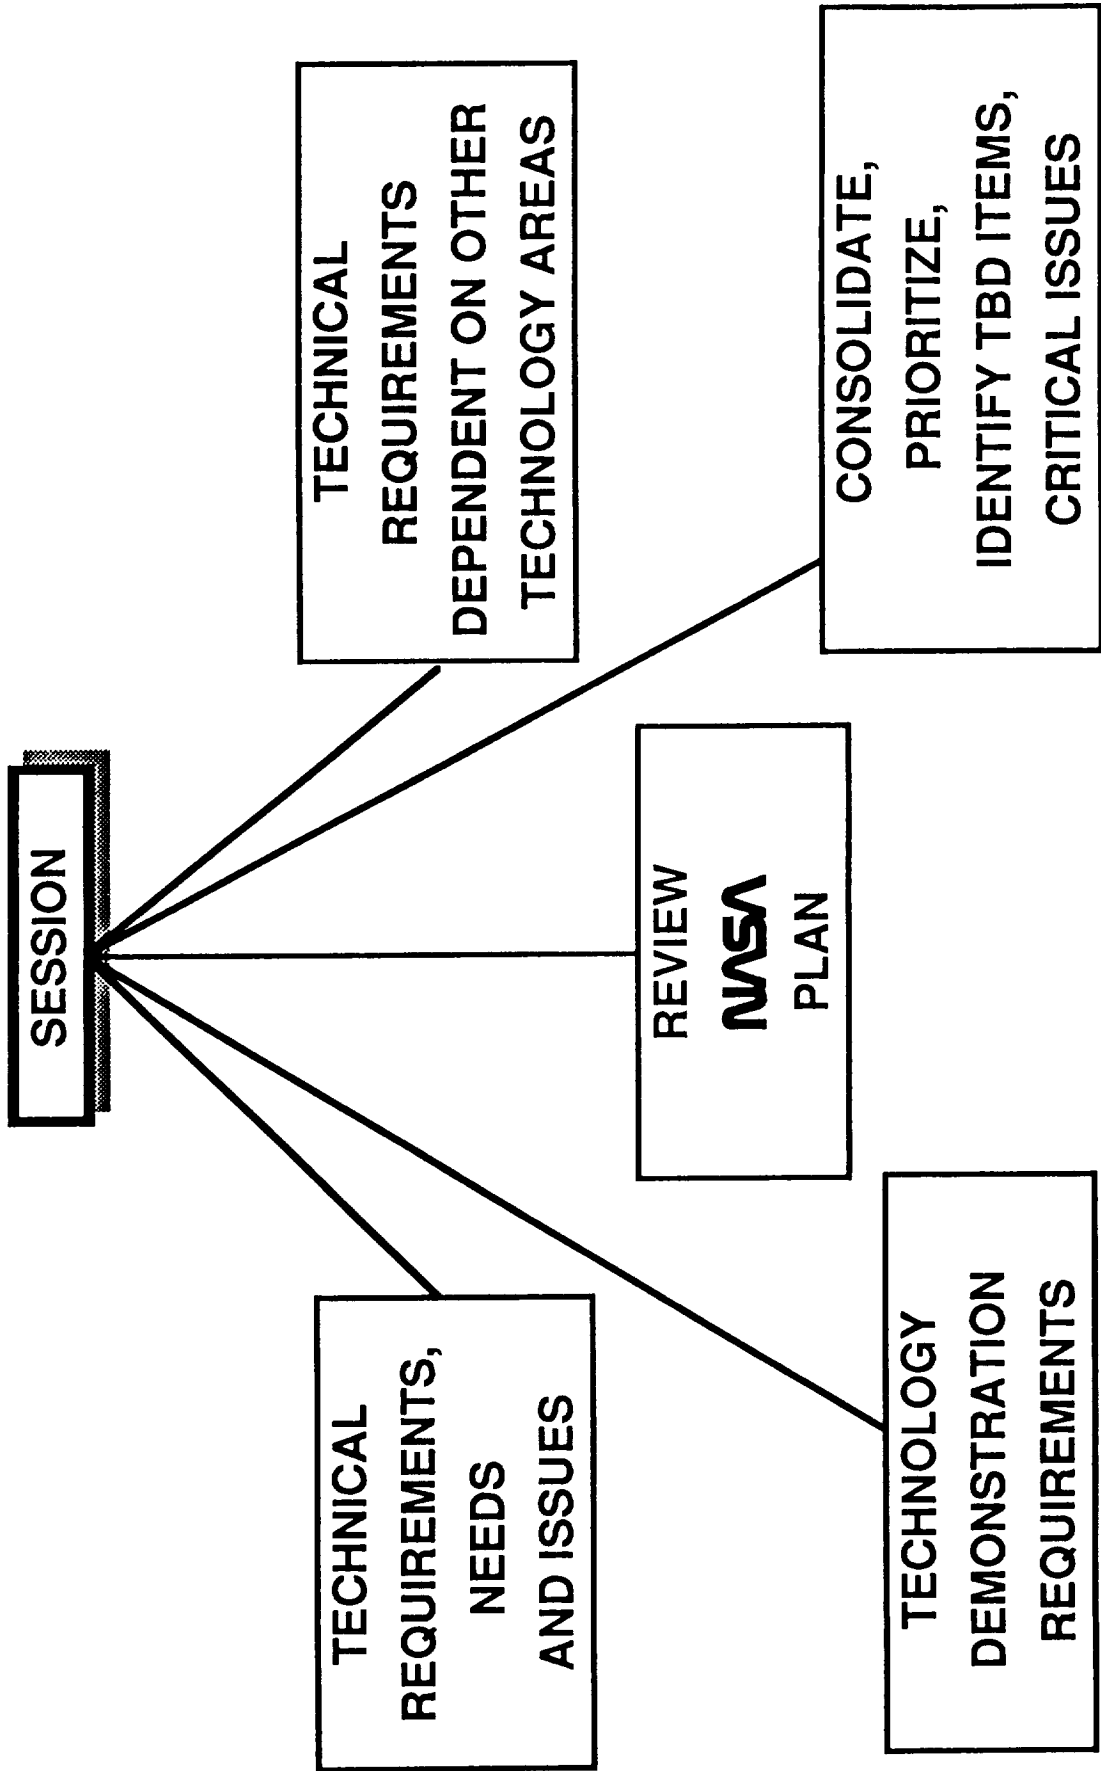 SESSION
TECHNICAL
REQUIREMENTS,
NEEDS
AND ISSUES
TECHNICAL
REQUIREMENTS
DEPENDENT ON OTHER
TECHNOLOGY AREAS
REVIEW
NASA
PLAN
TECHNOLOGY
DEMONSTRATION
REQUIREMENTS
CONSOLIDATE,
PRIORITIZE,
IDENTIFY TBD ITEMS,
CRITICAL ISSUES